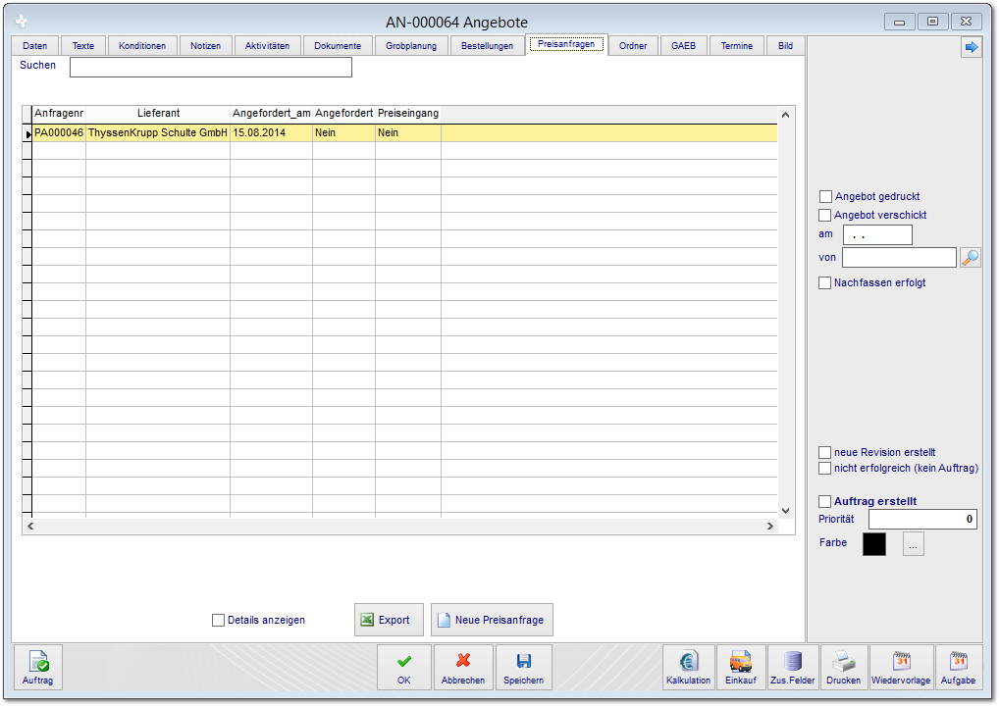 AN-000064 Angebote
Daten Texte Konditionen Notizen Aktivitäten Dokumente Grobplanung Bestellungen Preisanfragen Ordner GAEB Termine Bild
Suchen
Anfragenr Lieferant Angefordert_am Angefordert Preiseingang
PA000046 ThyssenKrupp Schulte GmbH 15.08.2014 Nein Nein
Angebot gedruckt
Angebot verschickt
am . .
von
Nachfassen erfolgt
neue Revision erstellt
nicht erfolgreich (kein Auftrag)
Auftrag erstellt
Priorität 0
Farbe ...
Details anzeigen Export Neue Preisanfrage
31 31
Auftrag OK Abbrechen Speichern Kalkulation Einkauf Zus.Felder Drucken Wiedervorlage Aufgabe